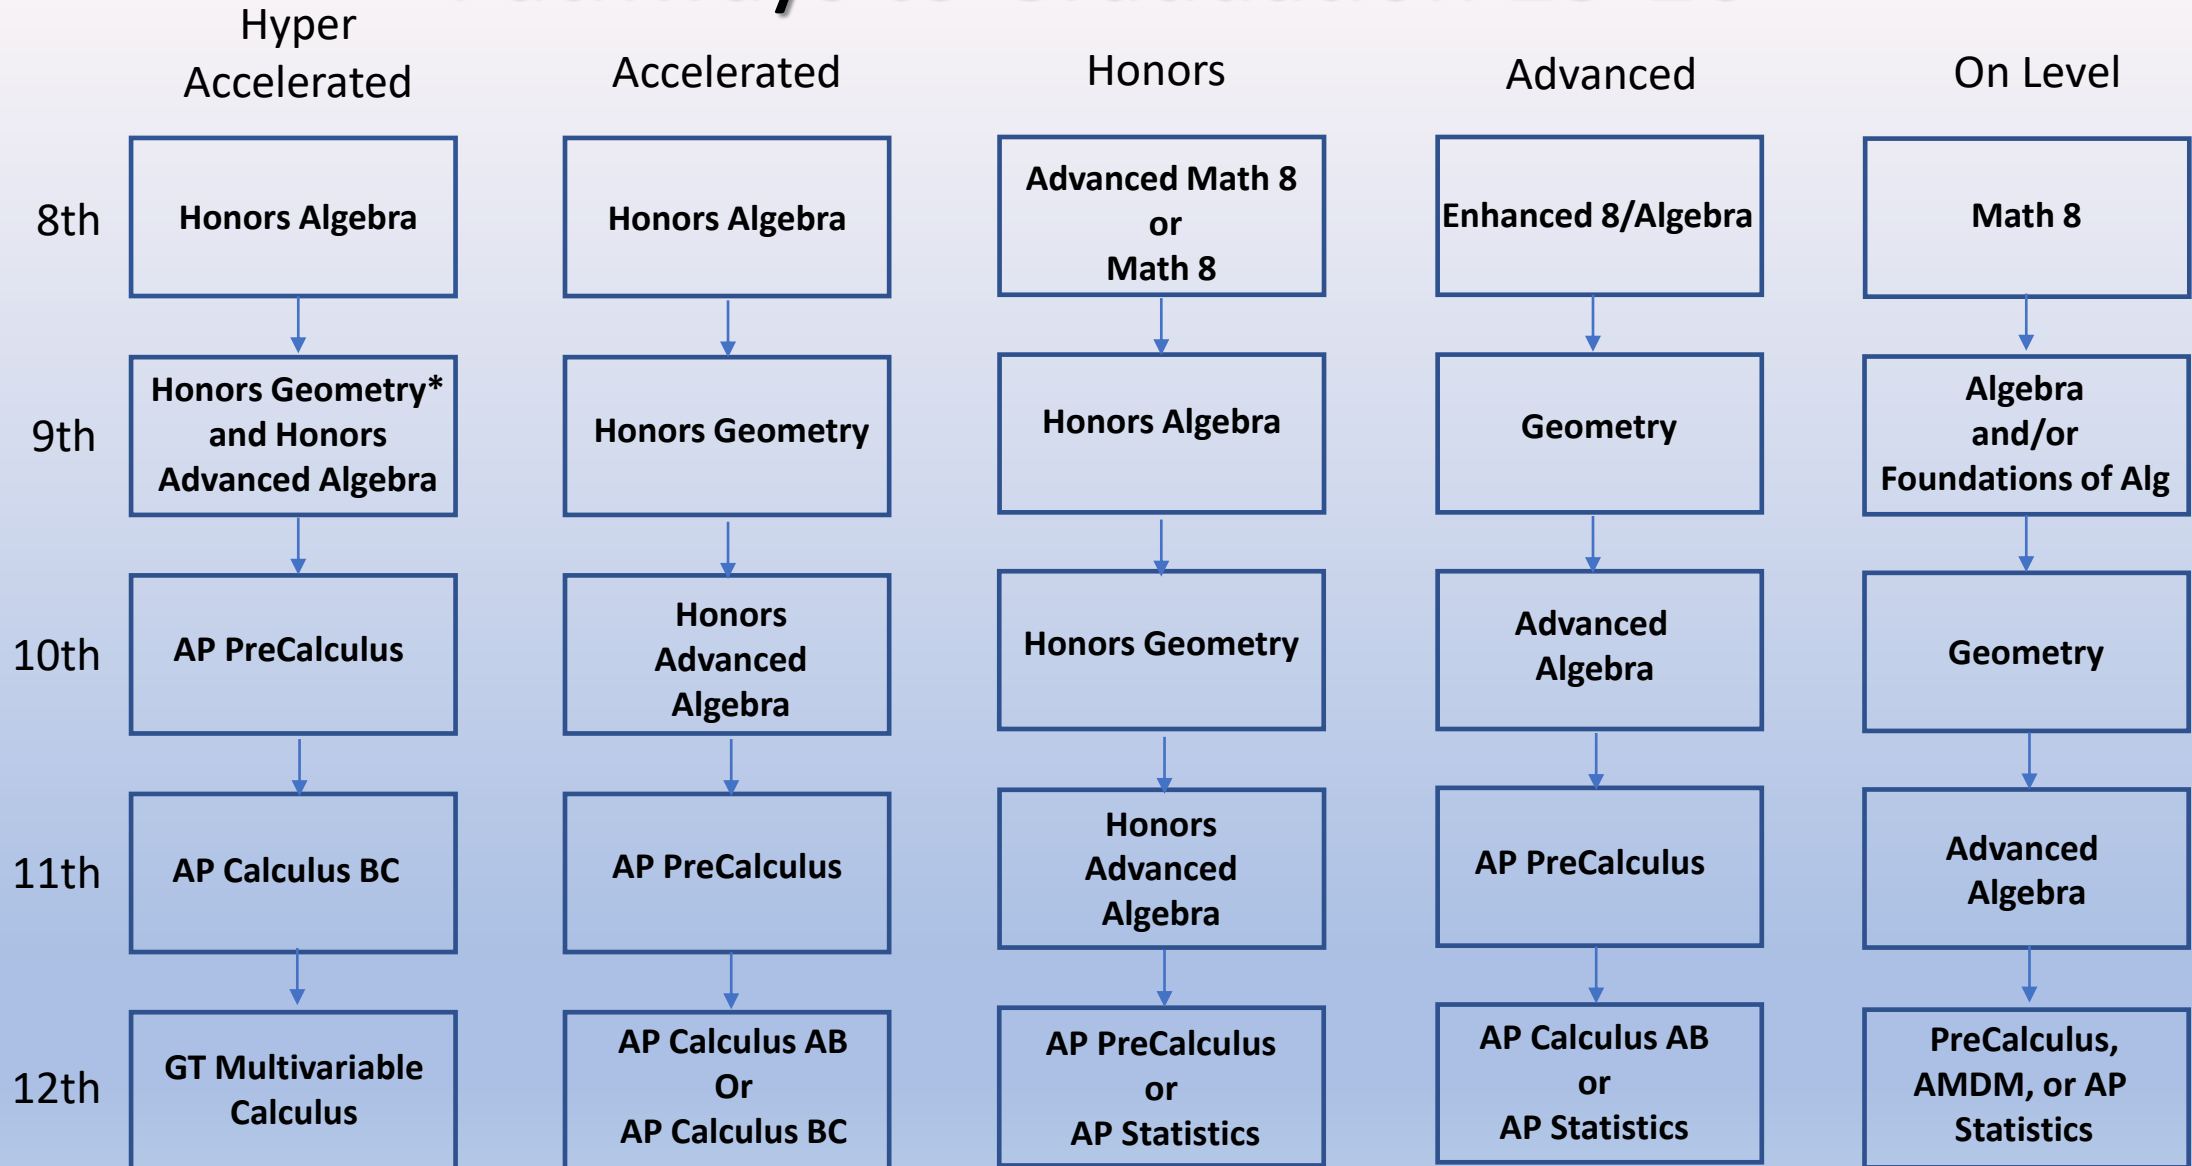 Hyper
Accelerated
Accelerated
Honors
Advanced
On Level
8th
Honors Algebra
Honors Algebra
Advanced Math 8
or
Math 8
Enhanced 8/Algebra
Math 8
9th
Honors Geometry*
and Honors
Advanced Algebra
Honors Geometry
Honors Algebra
Geometry
Algebra
and/or
Foundations of Alg
10th
AP PreCalculus
Honors
Advanced
Algebra
Honors Geometry
Advanced
Algebra
Geometry
11th
AP Calculus BC
AP PreCalculus
Honors
Advanced
Algebra
AP PreCalculus
Advanced
Algebra
12th
GT Multivariable
Calculus
AP Calculus AB
Or
AP Calculus BC
AP PreCalculus
or
AP Statistics
AP Calculus AB
or
AP Statistics
PreCalculus,
AMDM, or AP
Statistics